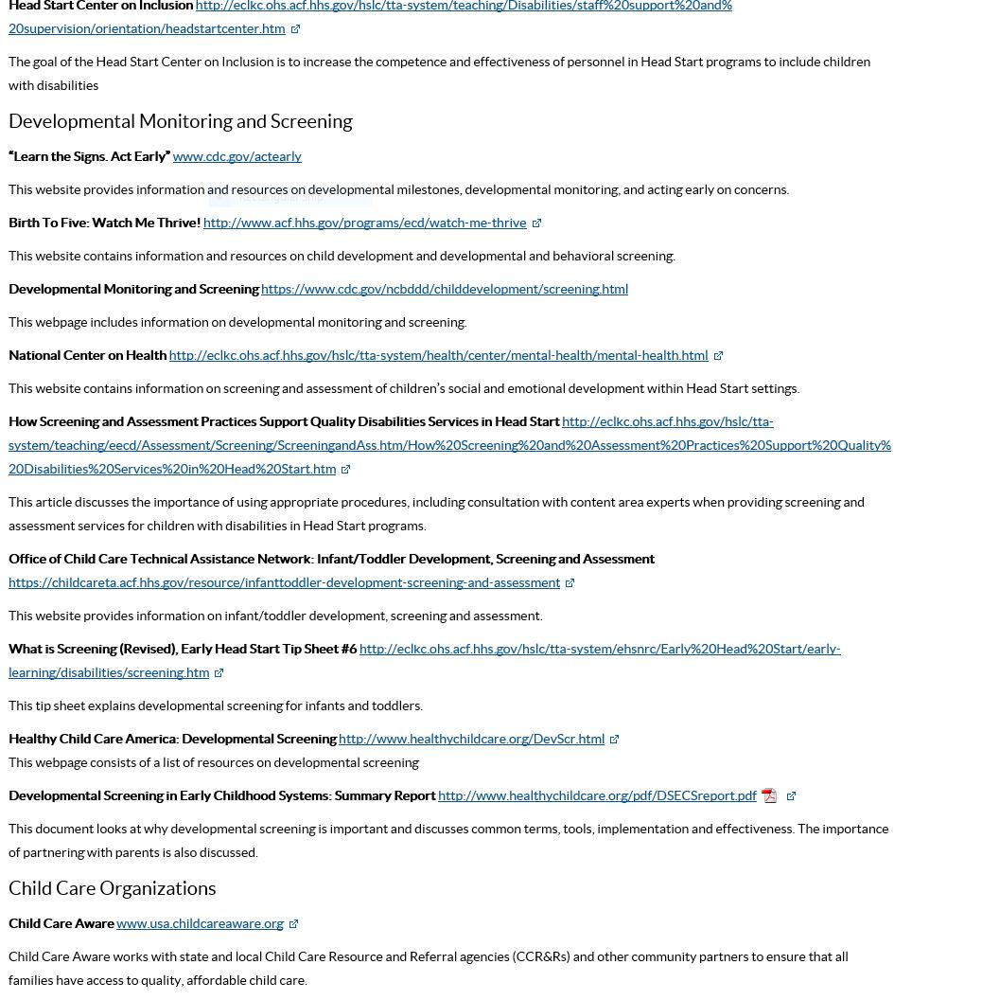 Head Start Center on Inclusion http://eclkc.ohs.acf.hhs.gov/hslc/tta-system/teaching/Disabilities/staff%20support%20and%
20supervision/orientation/headstartcenter.htm
The goal of the Head Start Center on Inclusion is to increase the competence and effectiveness of personnel in Head Start programs to include children
with disabilities
Developmental Monitoring and Screening
“Learn the Signs. Act Early” www.cdc.gov/actearly
This website provides information and resources on developmental milestones, developmental monitoring, and acting early on concerns.
Rectangular Snip
Birth To Five: Watch Me Thrive! http://www.acf.hhs.gov/programs/ecd/watch-me-thrive
This website contains information and resources on child development and developmental and behavioral screening.
Developmental Monitoring and Screening https://www.cdc.gov/ncbddd/childdevelopment/screening.html
This webpage includes information on developmental monitoring and screening.
National Center on Health http://eclkc.ohs.acf.hhs.gov/hslc/tta-system/health/center/mental-health/mental-health.html
This website contains information on screening and assessment of children’s social and emotional development within Head Start settings.
How Screening and Assessment Practices Support Quality Disabilities Services in Head Start http://eclkc.ohs.acf.hhs.gov/hslc/tta-
system/teaching/eecd/Assessment/Screening/ScreeningandAss.htm/How%20Screening%20and%20Assessment%20Practices%20Support%20Quality%
20Disabilities%20Services%20in%20Head%20Start.htm
This article discusses the importance of using appropriate procedures, including consultation with content area experts when providing screening and
assessment services for children with disabilities in Head Start programs.
Office of Child Care Technical Assistance Network: Infant/Toddler Development, Screening and Assessment
https://childcareta.acf.hhs.gov/resource/infanttoddler-development-screening-and-assessment
This website provides information on infant/toddler development, screening and assessment.
What is Screening (Revised), Early Head Start Tip Sheet #6 http://eclkc.ohs.acf.hhs.gov/hslc/tta-system/ehsnrc/Early%20Head%20Start/early-
learning/disabilities/screening.htm
This tip sheet explains developmental screening for infants and toddlers.
Healthy Child Care America: Developmental Screening http://www.healthychildcare.org/DevScr.html
This webpage consists of a list of resources on developmental screening
Developmental Screening in Early Childhood Systems: Summary Report http://www.healthychildcare.org/pdf/DSECSreport.pdf
This document looks at why developmental screening is important and discusses common terms, tools, implementation and effectiveness. The importance
of partnering with parents is also discussed.
Child Care Organizations
Child Care Aware www.usa.childcareaware.org
Child Care Aware works with state and local Child Care Resource and Referral agencies (CCR&Rs) and other community partners to ensure that all
families have access to quality, affordable child care.